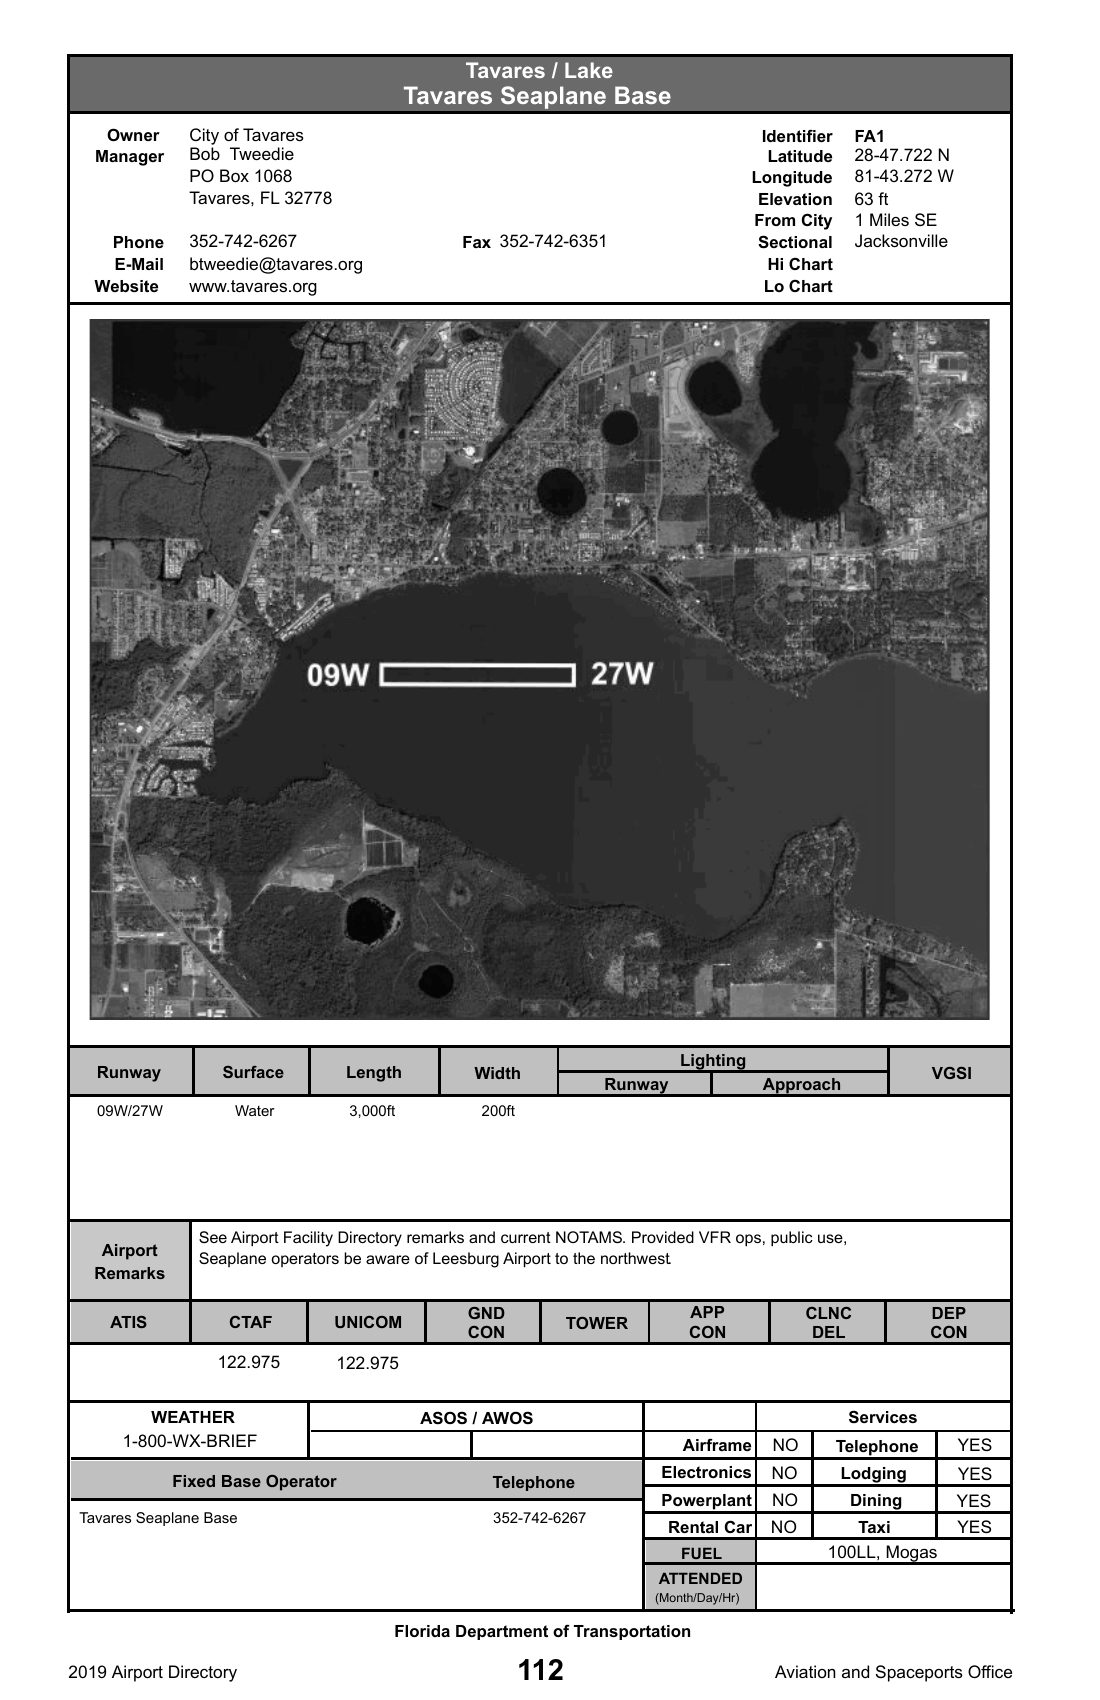 Tavares / Lake
Tavares Seaplane Base
Owner City of Tavares
Manager Bob Tweedie
PO Box 1068
Tavares, FL 32778
Phone 352-742-6267 Fax 352-742-6351
E-Mail btweedie@tavares.org
Website www.tavares.org
Identifier FA1
Latitude 28-47.722 N
Longitude 81-43.272 W
Elevation 63 ft
From City 1 Miles SE
Sectional Jacksonville
Hi Chart
Lo Chart
09W 27W
Runway Surface Length Width Lighting VGSI
Runway Approach
09W/27W Water 3,000ft 200ft
Airport
Remarks
See Airport Facility Directory remarks and current NOTAMS. Provided VFR ops, public use,
Seaplane operators be aware of Leesburg Airport to the northwest
ATIS CTAF UNICOM GND CON TOWER APP CON CLNC DEL DEP CON
122.975 122.975
WEATHER
1-800-WX-BRIEF
ASOS / AWOS
Fixed Base Operator Telephone
Tavares Seaplane Base 352-742-6267
Services
Airframe NO Telephone YES
Electronics NO Lodging YES
Powerplant NO Dining YES
Rental Car NO Taxi YES
FUEL 100LL, Mogas
ATTENDED
(Month/Day/Hr)
Florida Department of Transportation
2019 Airport Directory 112 Aviation and Spaceports Office